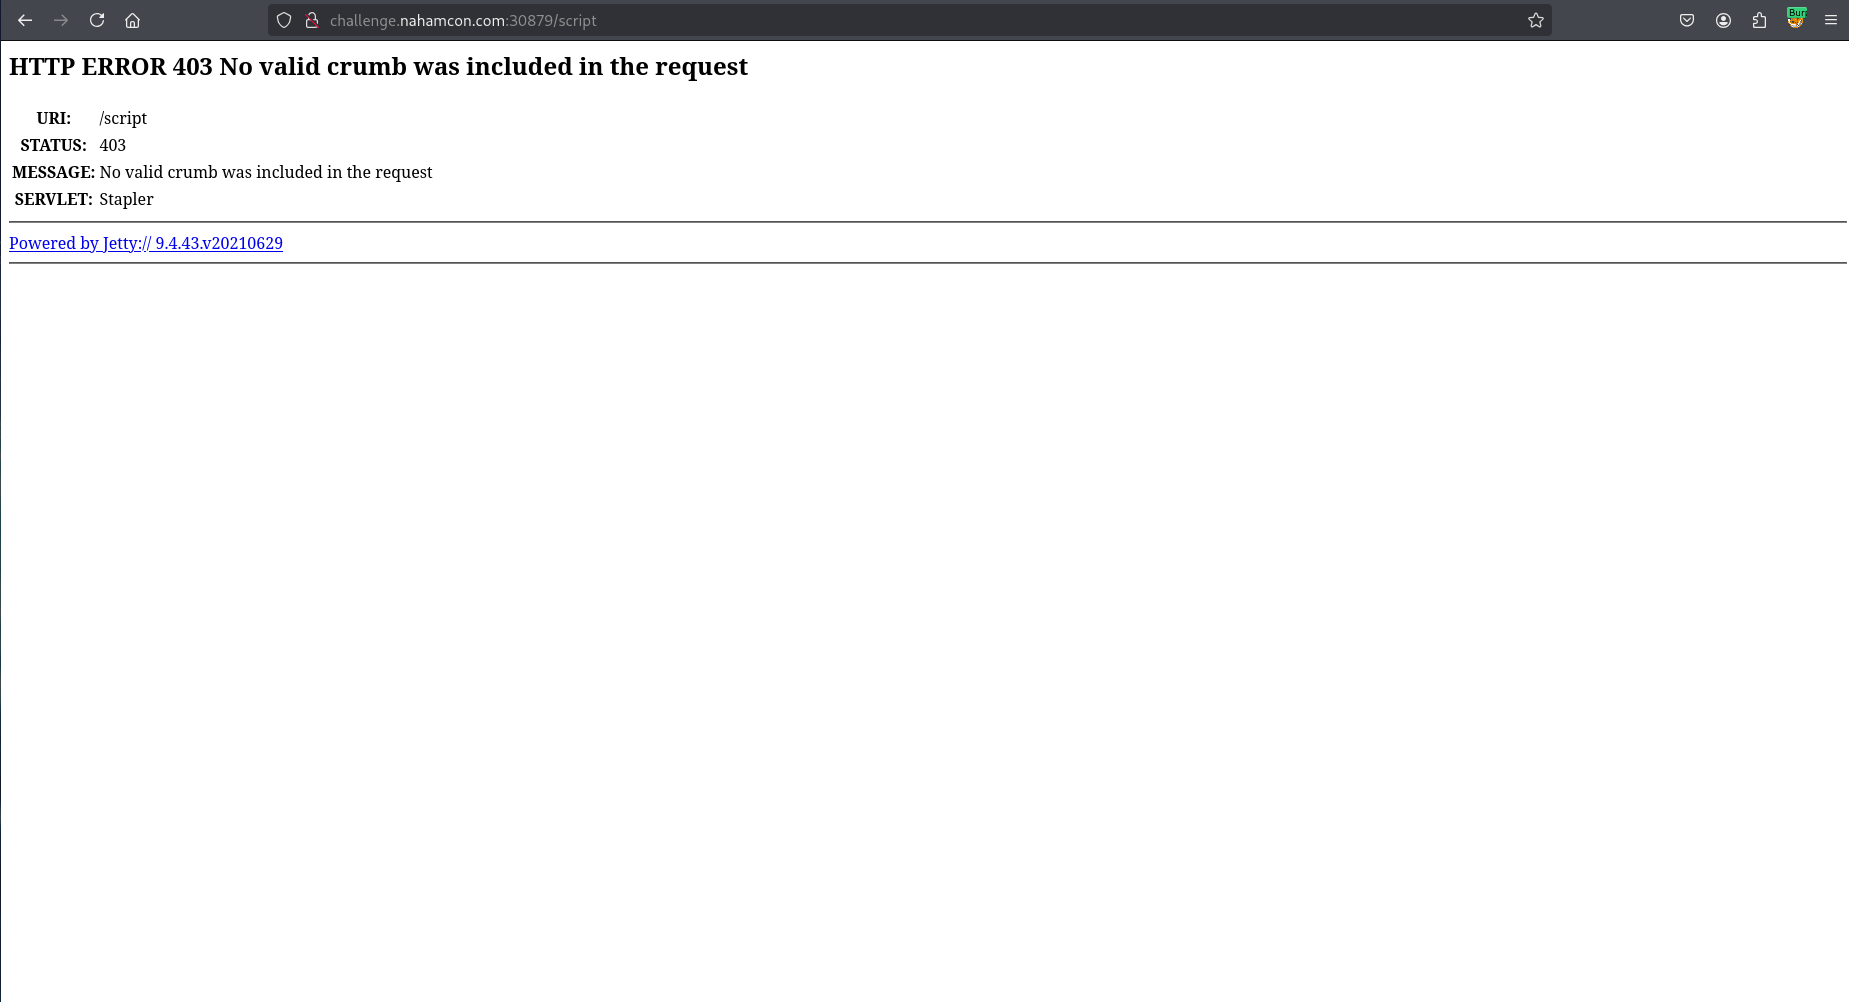 challenge.nahamcon.com:30879/script
Burp
HTTP ERROR 403 No valid crumb was included in the request
URI: /script
STATUS: 403
MESSAGE: No valid crumb was included in the request
SERVLET: Stapler
Powered by Jetty:// 9.4.43.v20210629